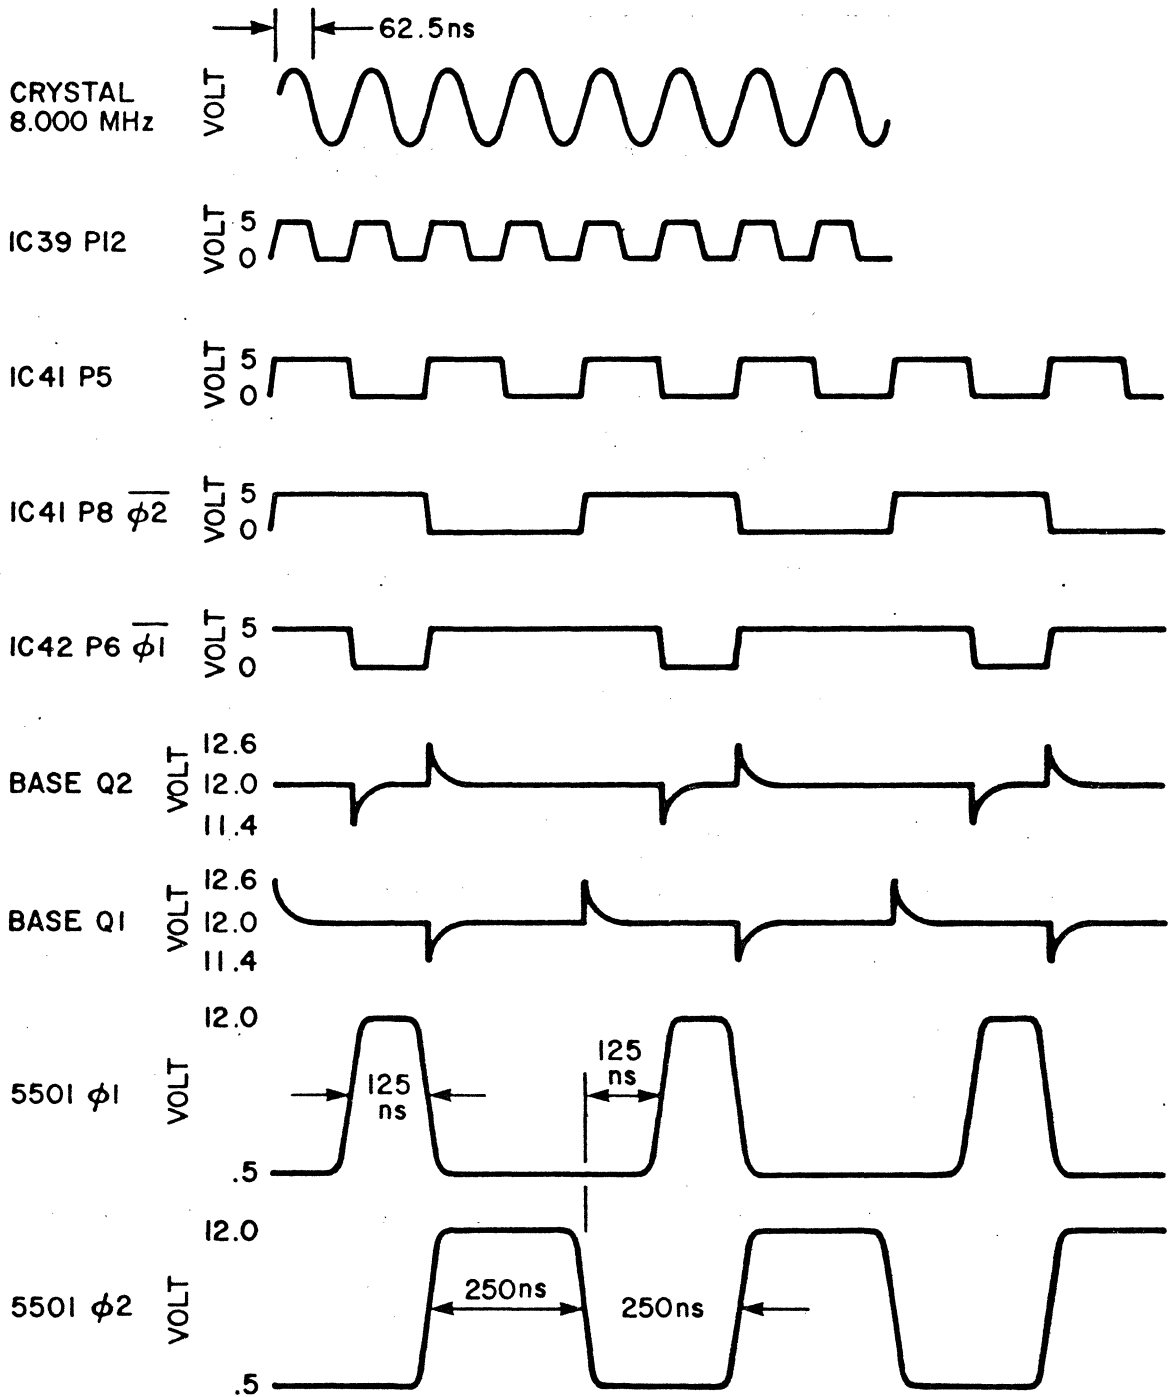 62.5ns
CRYSTAL
8.000 MHz
VOLT
IC39 P12
VOLT
5
0
IC41 P5
VOLT
5
0
IC41 P8 φ2̅
VOLT
5
0
IC42 P6 φ1̅
VOLT
5
0
BASE Q2
VOLT
12.6
12.0
11.4
BASE Q1
VOLT
12.6
12.0
11.4
5501 φ1
VOLT
12.0
.5
125
ns
125
ns
5501 φ2
VOLT
12.0
.5
250ns
250ns